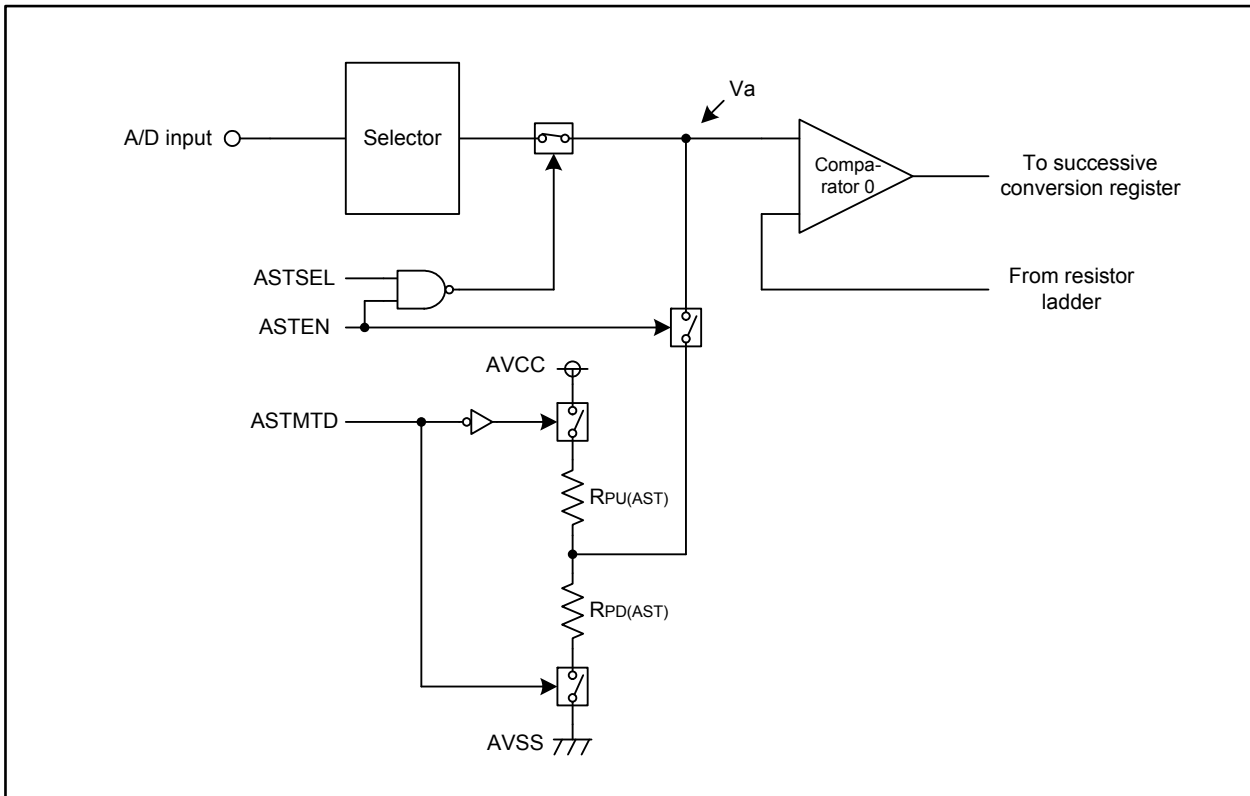 Va
A/D input
Selector
Compa-
rator 0
To successive
conversion register
ASTSEL
From resistor
ladder
ASTEN
AVCC
ASTMTD
RPU(AST)
RPD(AST)
AVSS